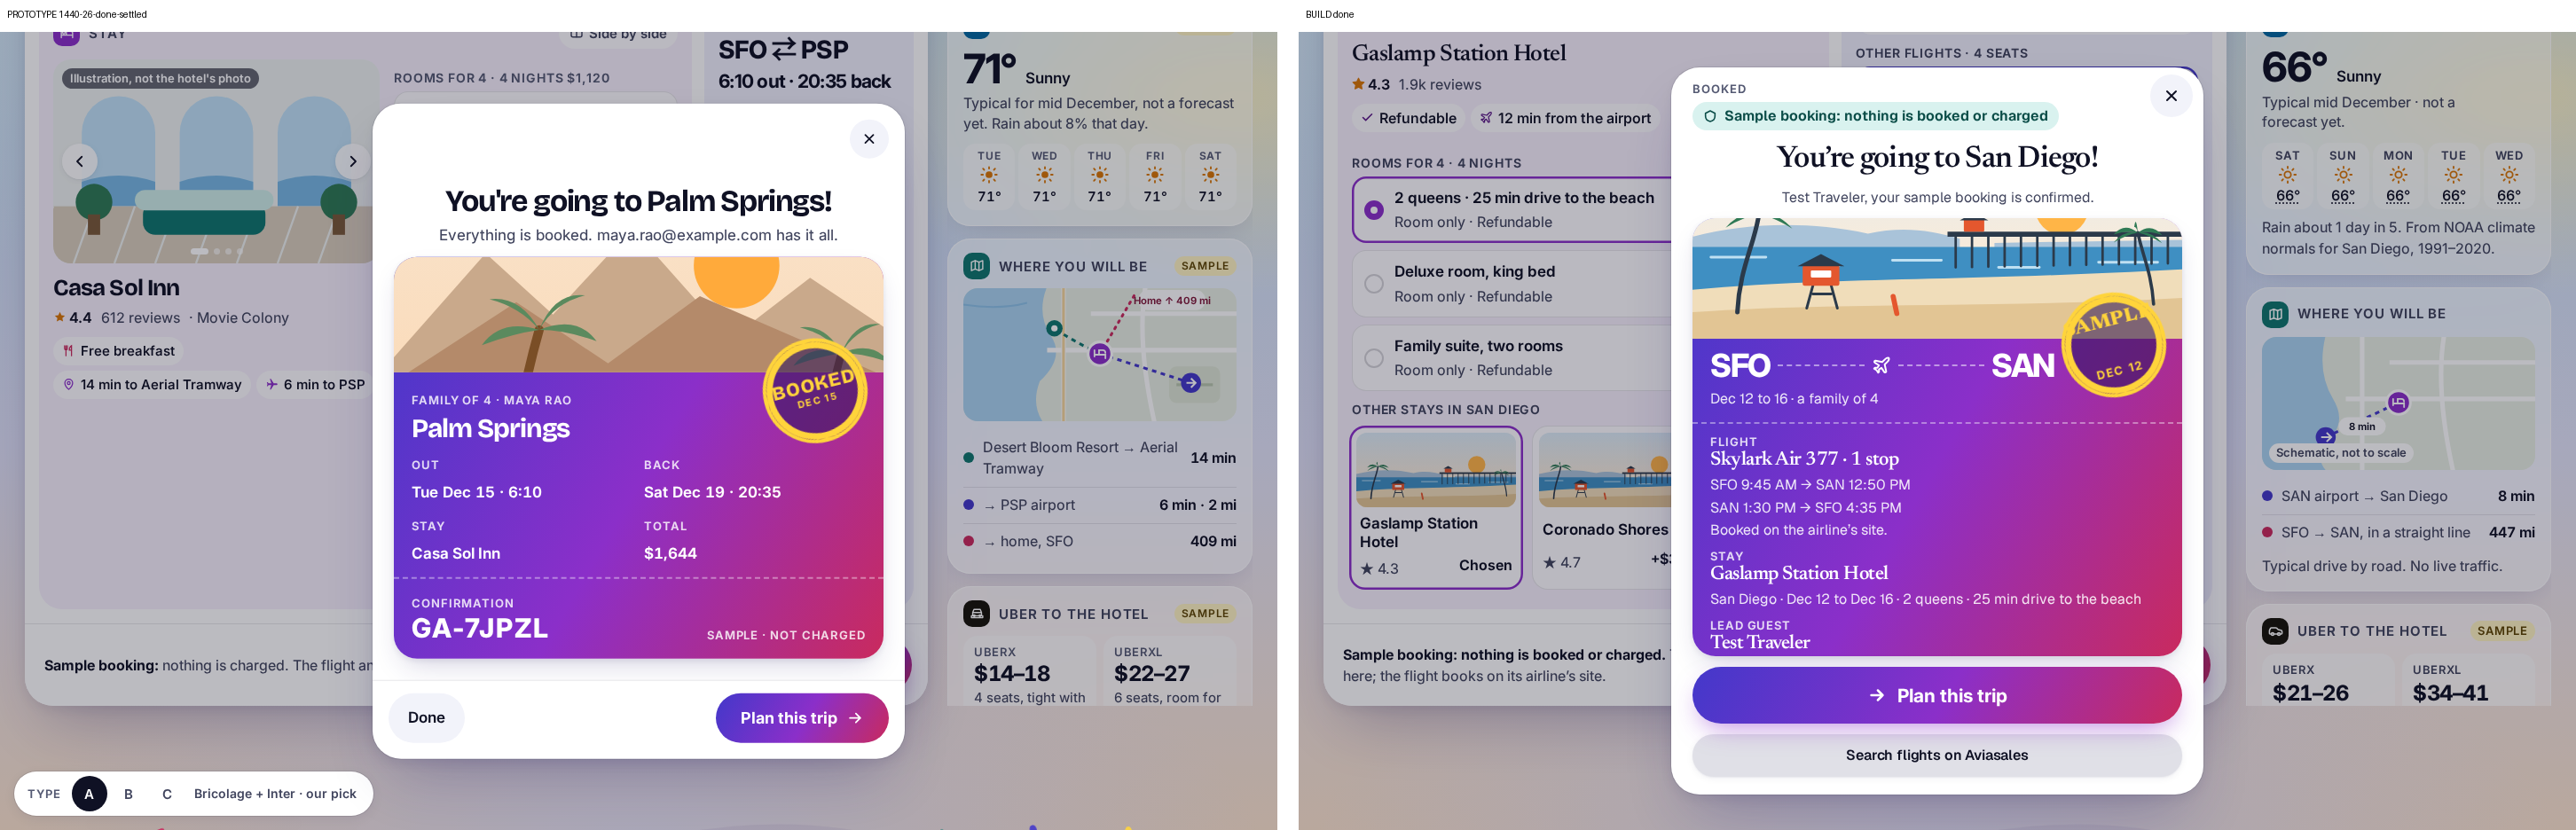 PROTOTYPE 1440-26-done-settled
STAY
Side by side
Illustration, not the hotel's photo
ROOMS FOR 4 · 4 NIGHTS $1,120
SFO ⇄ PSP
6:10 out · 20:35 back
Casa Sol Inn
★ 4.4 612 reviews · Movie Colony
Free breakfast
14 min to Aerial Tramway
6 min to PSP
Sample booking: nothing is charged. The flight an
You're going to Palm Springs!
Everything is booked. maya.rao@example.com has it all.
BOOKED
DEC 15
FAMILY OF 4 · MAYA RAO
Palm Springs
OUT
BACK
Tue Dec 15 · 6:10
Sat Dec 19 · 20:35
STAY
TOTAL
Casa Sol Inn
$1,644
CONFIRMATION
GA-7JPZL
SAMPLE · NOT CHARGED
Done
Plan this trip →
71° Sunny
Typical for mid December, not a forecast
yet. Rain about 8% that day.
TUE WED THU FRI SAT
71° 71° 71° 71° 71°
WHERE YOU WILL BE
SAMPLE
Home ↑ 409 mi
Desert Bloom Resort → Aerial
Tramway
14 min
→ PSP airport
6 min · 2 mi
→ home, SFO
409 mi
UBER TO THE HOTEL
SAMPLE
UBERX
UBERXL
$14–18
$22–27
4 seats, tight with
6 seats, room for
TYPE A B C Bricolage + Inter · our pick
BUILD done
Gaslamp Station Hotel
★ 4.3 1.9k reviews
Refundable
12 min from the airport
ROOMS FOR 4 · 4 NIGHTS
2 queens · 25 min drive to the beach
Room only · Refundable
Deluxe room, king bed
Room only · Refundable
Family suite, two rooms
Room only · Refundable
OTHER STAYS IN SAN DIEGO
Gaslamp Station
Hotel
★ 4.3
Chosen
Coronado Shores
★ 4.7
Sample booking: nothing is booked or charged.
here; the flight books on its airline's site.
OTHER FLIGHTS · 4 SEATS
BOOKED
Sample booking: nothing is booked or charged
You're going to San Diego!
Test Traveler, your sample booking is confirmed.
SAMPLE
DEC 12
SFO
SAN
Dec 12 to 16 · a family of 4
FLIGHT
Skylark Air 377 · 1 stop
SFO 9:45 AM → SAN 12:50 PM
SAN 1:30 PM → SFO 4:35 PM
Booked on the airline's site.
STAY
Gaslamp Station Hotel
San Diego · Dec 12 to Dec 16 · 2 queens · 25 min drive to the beach
LEAD GUEST
Test Traveler
→ Plan this trip
Search flights on Aviasales
66° Sunny
Typical mid December · not a
forecast yet.
SAT SUN MON TUE WED
66° 66° 66° 66° 66°
Rain about 1 day in 5. From NOAA climate
normals for San Diego, 1991–2020.
WHERE YOU WILL BE
8 min
Schematic, not to scale
SAN airport → San Diego
8 min
SFO → SAN, in a straight line
447 mi
Typical drive by road. No live traffic.
UBER TO THE HOTEL
SAMPLE
UBERX
UBERXL
$21–26
$34–41